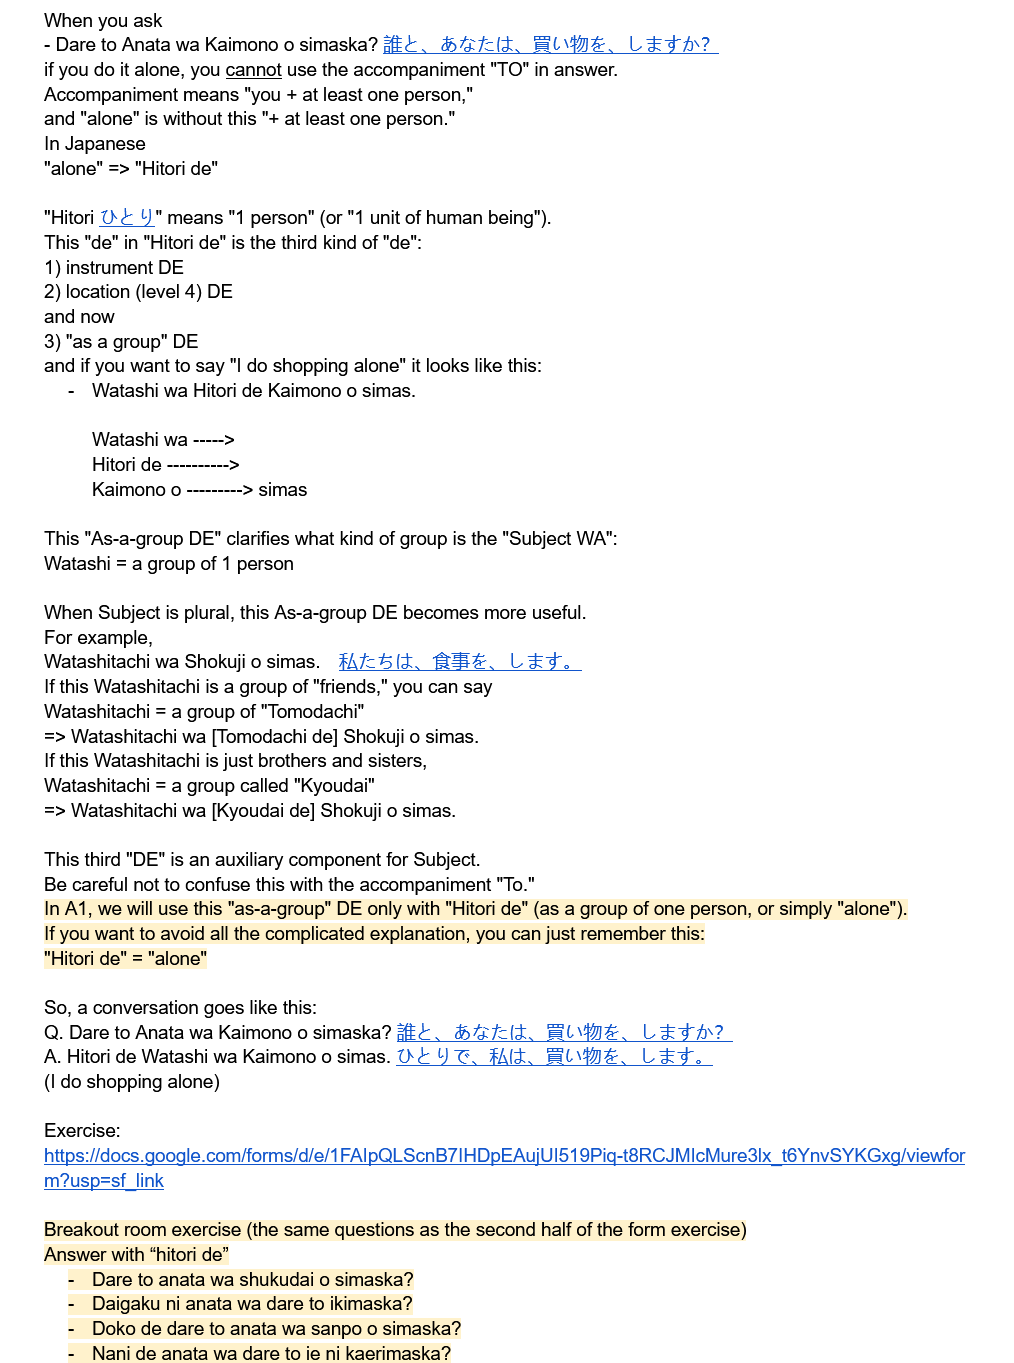 When you ask
- Dare to Anata wa Kaimono o simaska? 誰と、あなたは、買い物を、しますか?
if you do it alone, you cannot use the accompaniment "TO" in answer.
Accompaniment means "you + at least one person,"
and "alone" is without this "+ at least one person."
In Japanese
"alone" => "Hitori de"
"Hitori ひとり" means "1 person" (or "1 unit of human being").
This "de" in "Hitori de" is the third kind of "de":
1) instrument DE
2) location (level 4) DE
and now
3) "as a group" DE
and if you want to say "I do shopping alone" it looks like this:
- Watashi wa Hitori de Kaimono o simas.
Watashi wa ----->
Hitori de ---------->
Kaimono o ---------> simas
This "As-a-group DE" clarifies what kind of group is the "Subject WA":
Watashi = a group of 1 person
When Subject is plural, this As-a-group DE becomes more useful.
For example,
Watashitachi wa Shokuji o simas. 私たちは、食事を、します。
If this Watashitachi is a group of "friends," you can say
Watashitachi = a group of "Tomodachi"
=> Watashitachi wa [Tomodachi de] Shokuji o simas.
If this Watashitachi is just brothers and sisters,
Watashitachi = a group called "Kyoudai"
=> Watashitachi wa [Kyoudai de] Shokuji o simas.
This third "DE" is an auxiliary component for Subject.
Be careful not to confuse this with the accompaniment "To."
In A1, we will use this "as-a-group" DE only with "Hitori de" (as a group of one person, or simply "alone").
If you want to avoid all the complicated explanation, you can just remember this:
"Hitori de" = "alone"
So, a conversation goes like this:
Q. Dare to Anata wa Kaimono o simaska? 誰と、あなたは、買い物を、しますか?
A. Hitori de Watashi wa Kaimono o simas. ひとりで、私は、買い物を、します。
(I do shopping alone)
Exercise:
https://docs.google.com/forms/d/e/1FAIpQLScnB7IHDpEAujUI519Piq-t8RCJMIcMure3lx_t6YnvSYKGxg/viewfor
m?usp=sf_link
Breakout room exercise (the same questions as the second half of the form exercise)
Answer with “hitori de”
- Dare to anata wa shukudai o simaska?
- Daigaku ni anata wa dare to ikimaska?
- Doko de dare to anata wa sanpo o simaska?
- Nani de anata wa dare to ie ni kaerimaska?